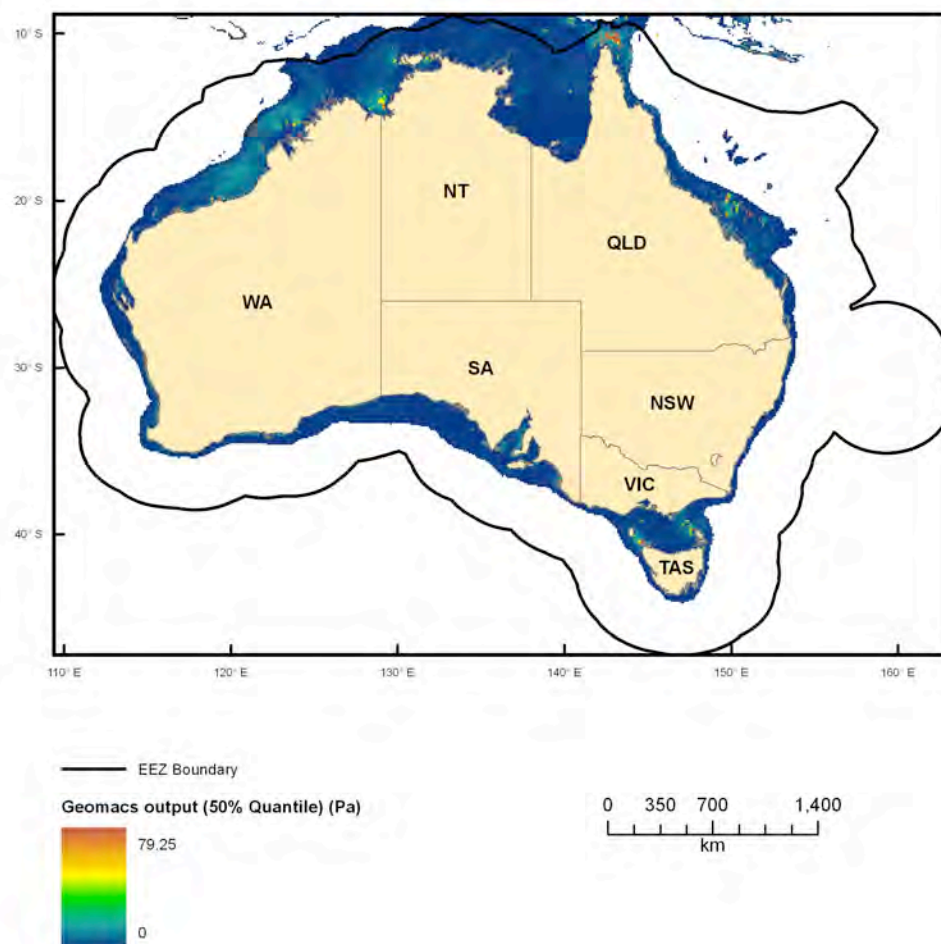 10° S
NT
20° S
QLD
WA
SA
30° S
NSW
VIC
40° S
TAS
110° E 120° E 130° E 140° E 150° E 160° E
EEZ Boundary
Geomacs output (50% Quantile) (Pa)
0 350 700 1,400
79.25
km
0